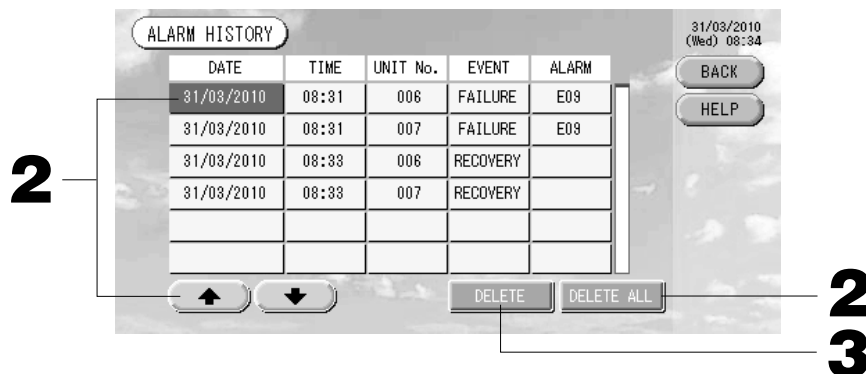 ALARM HISTORY
31/03/2010
(Wed) 08:34
DATE TIME UNIT No. EVENT ALARM
BACK
31/03/2010 08:31 006 FAILURE E09
HELP
31/03/2010 08:31 007 FAILURE E09
31/03/2010 08:33 006 RECOVERY
2
31/03/2010 08:33 007 RECOVERY
DELETE DELETE ALL
2
3